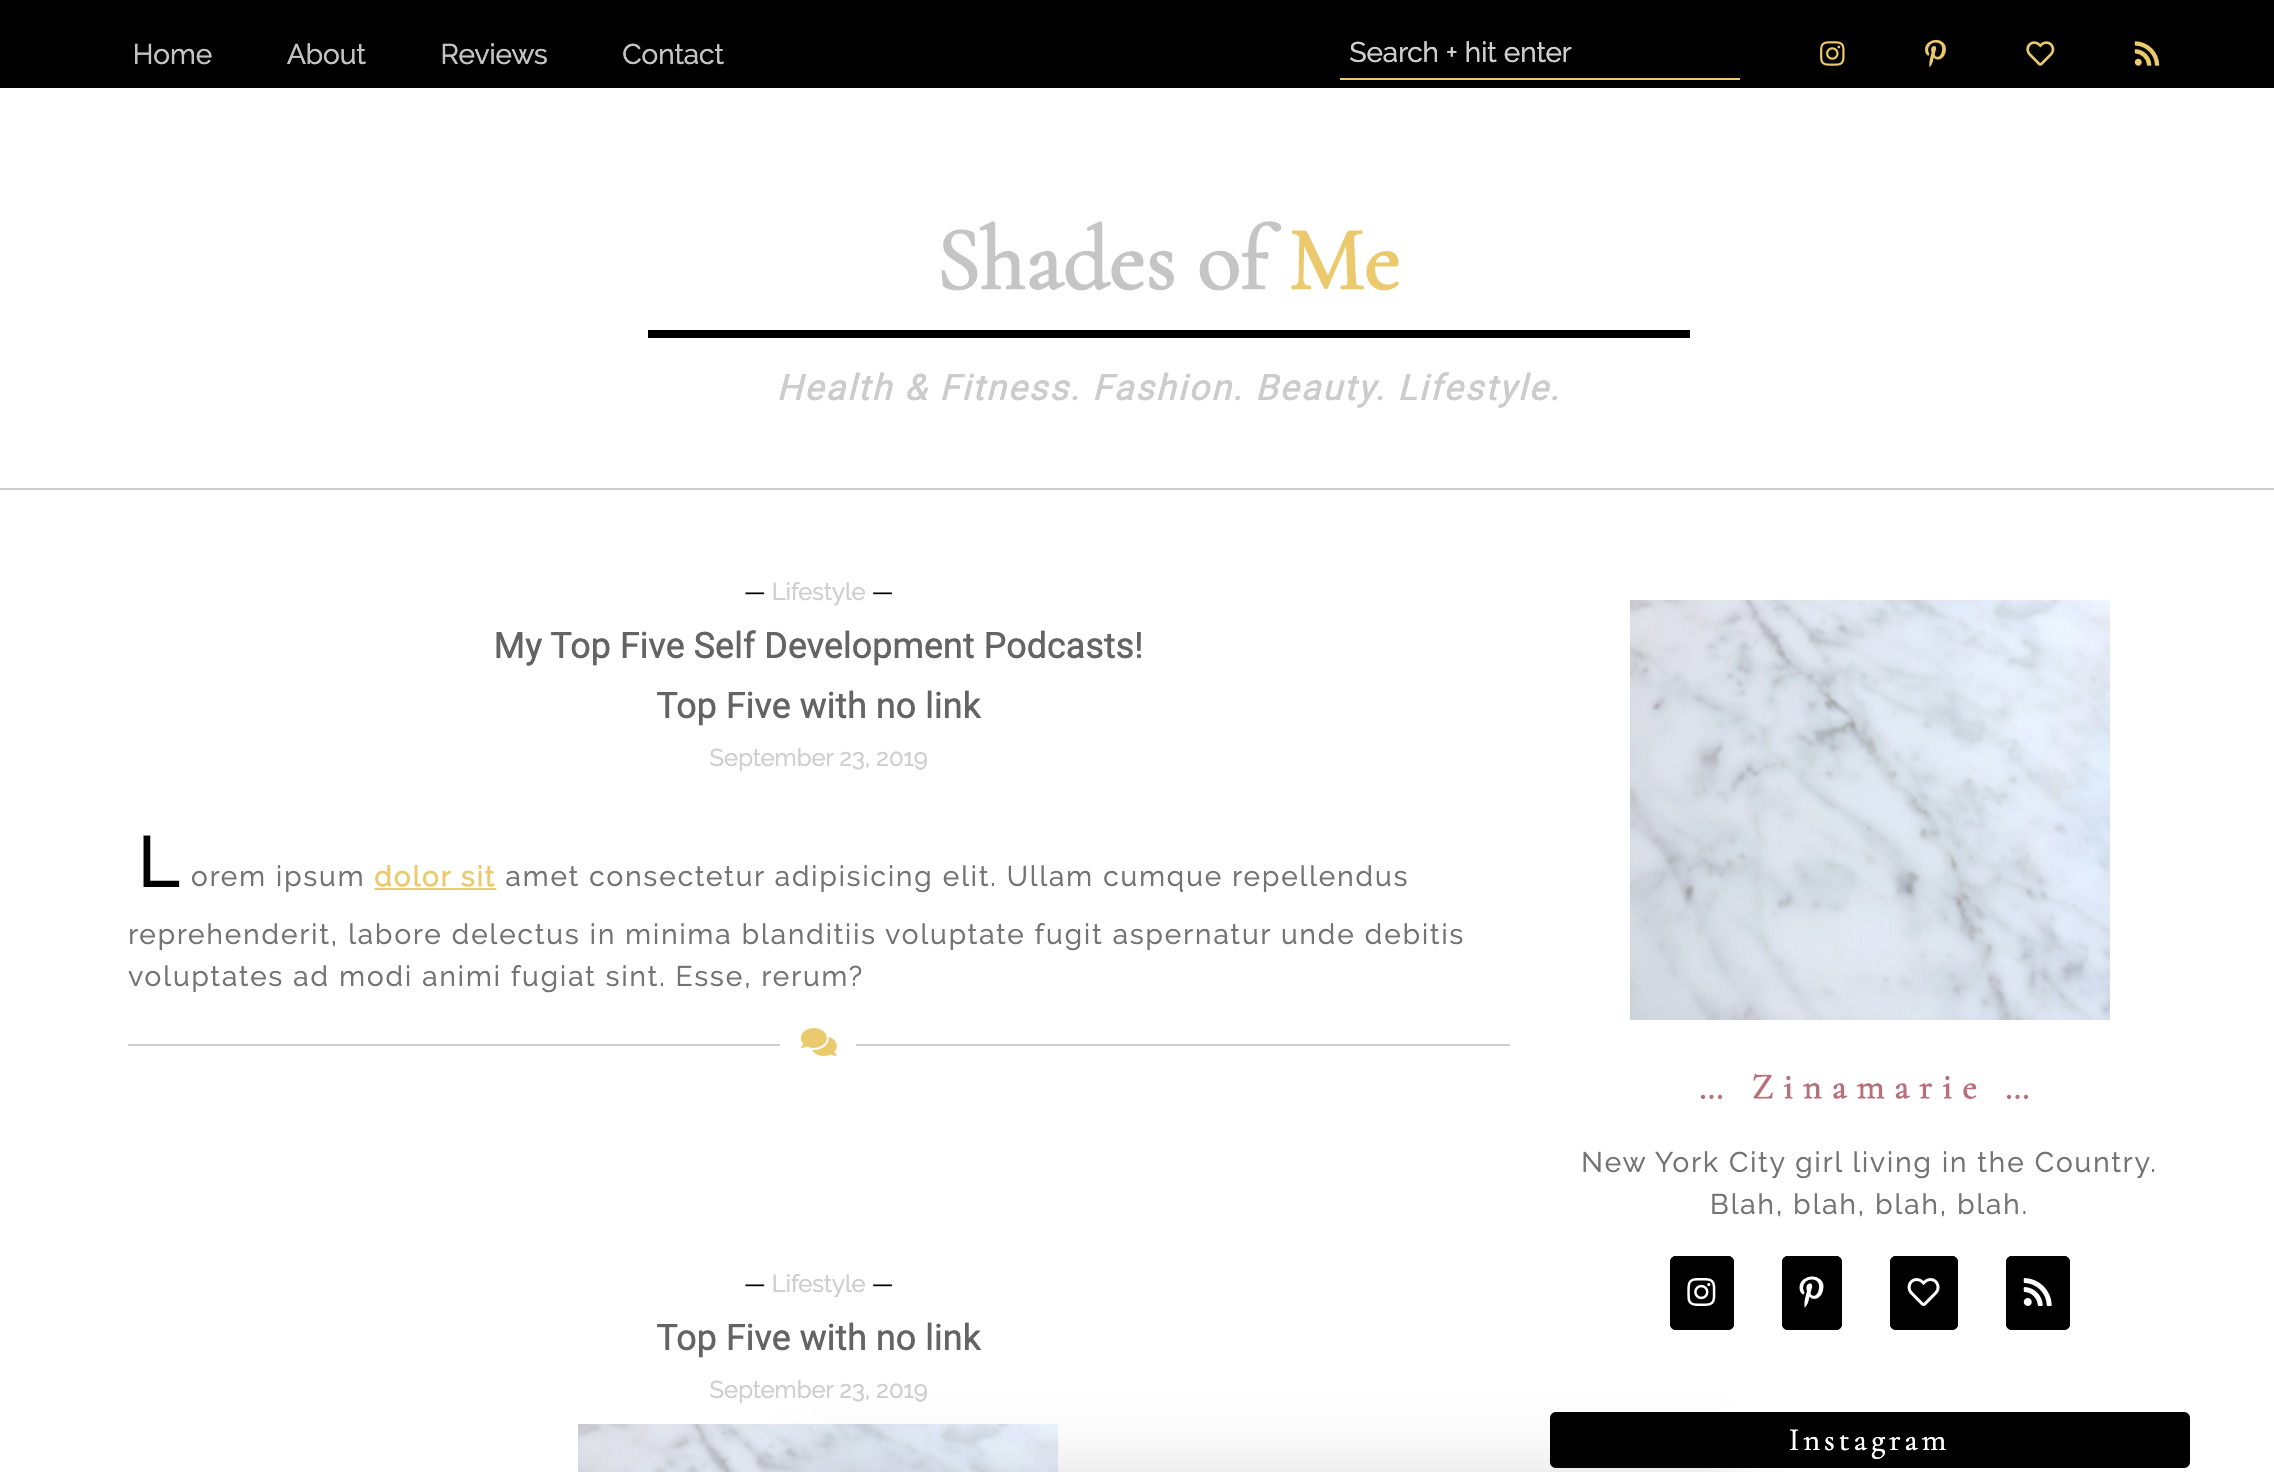 Home About Reviews Contact Search + hit enter
Shades of Me
Health & Fitness. Fashion. Beauty. Lifestyle.
— Lifestyle —
My Top Five Self Development Podcasts!
Top Five with no link
September 23, 2019
Lorem ipsum dolor sit amet consectetur adipisicing elit. Ullam cumque repellendus
reprehenderit, labore delectus in minima blanditiis voluptate fugit aspernatur unde debitis
voluptates ad modi animi fugiat sint. Esse, rerum?
— Lifestyle —
Top Five with no link
September 23, 2019
... Zinamarie ...
New York City girl living in the Country.
Blah, blah, blah, blah.
Instagram